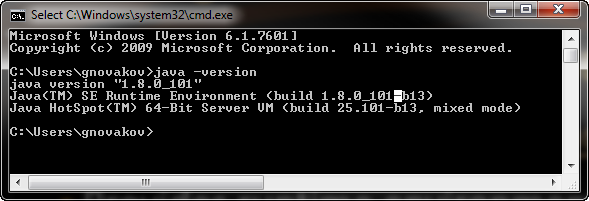 Select C:\Windows\system32\cmd.exe
Microsoft Windows [Version 6.1.7601]
Copyright (c) 2009 Microsoft Corporation.  All rights reserved.
C:\Users\gnovakov>java -version
java version "1.8.0_101"
Java(TM) SE Runtime Environment (build 1.8.0_101-b13)
Java HotSpot(TM) 64-Bit Server VM (build 25.101-b13, mixed mode)
C:\Users\gnovakov>